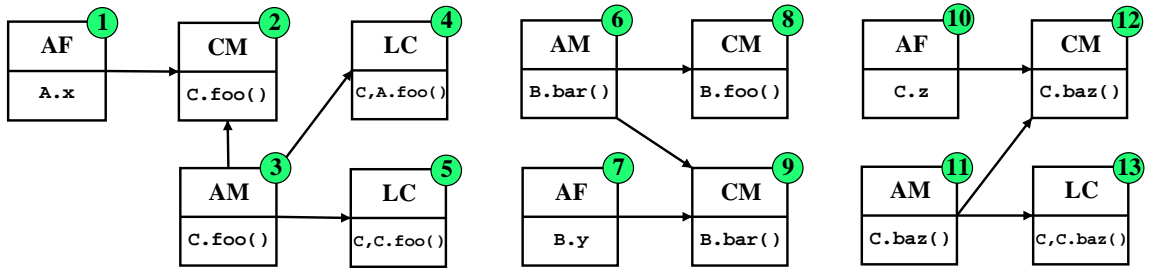 1
AF
A.x
2
CM
C.foo()
4
LC
C,A.foo()
3
AM
C.foo()
5
LC
C,C.foo()
6
AM
B.bar()
8
CM
B.foo()
7
AF
B.y
9
CM
B.bar()
10
AF
C.z
12
CM
C.baz()
11
AM
C.baz()
13
LC
C,C.baz()